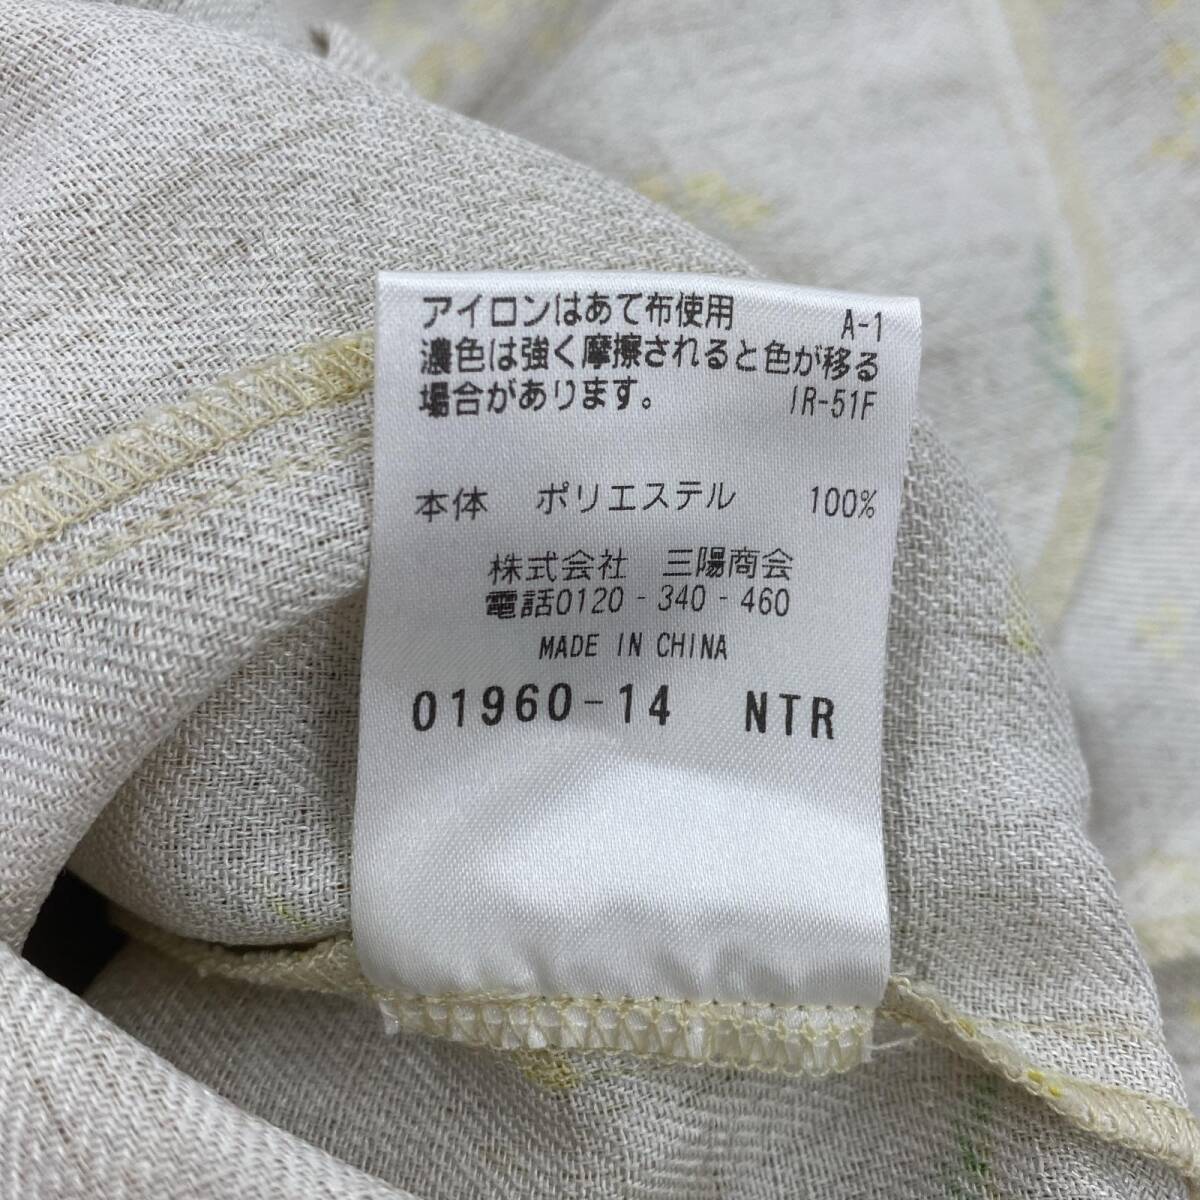 アイロンはあて布使用 A-1
濃色は強く摩擦されると色が移る
場合があります。 IR-51F
本体 ポリエステル 100%
株式会社 三陽商会
電話0120-340-460
MADE IN CHINA
01960-14 NTR